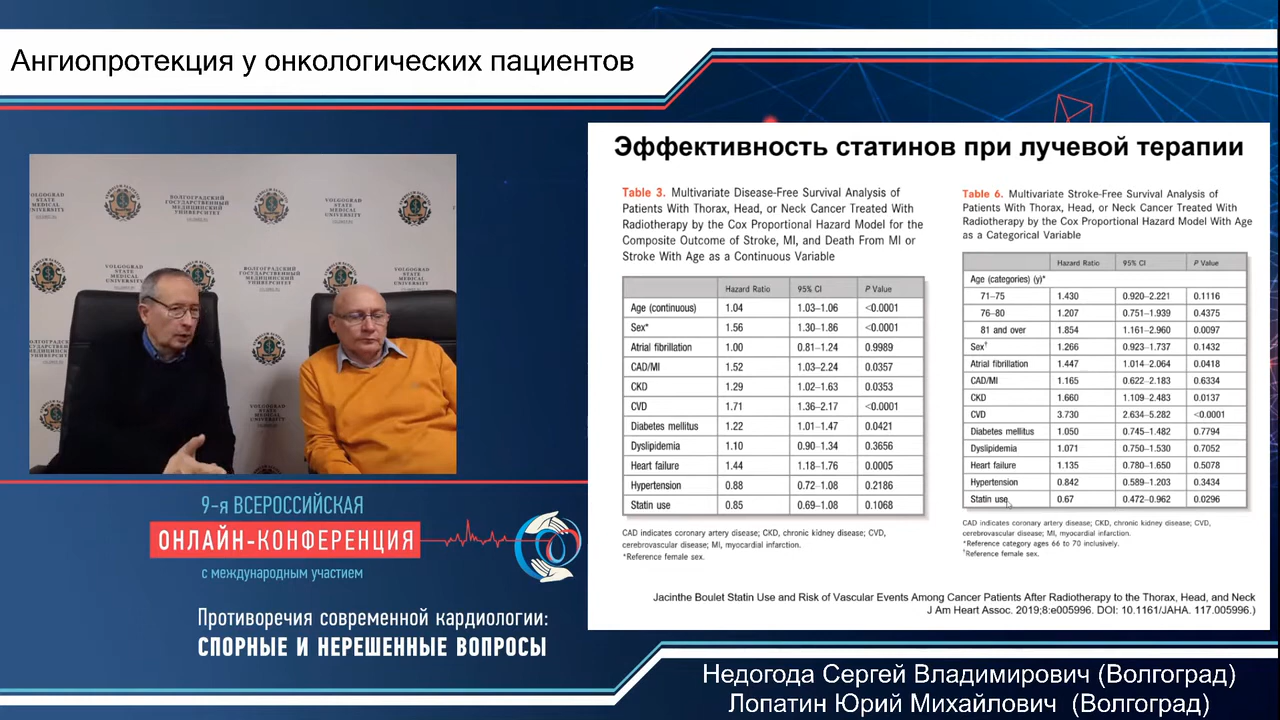 Ангиопротекция у онкологических пациентов
VOLGOGRAD
STATE
MEDICAL
UNIVERSITY
ВОЛГОГРАДСКИЙ
ГОСУДАРСТВЕННЫЙ
МЕДИЦИНСКИЙ
УНИВЕРСИТЕТ
VOLGOGRAD
STATE
MEDICAL
UNIVERSITY
9-я ВСЕРОССИЙСКАЯ
ОНЛАЙН-КОНФЕРЕНЦИЯ
с международным участием
Противоречия современной кардиологии:
СПОРНЫЕ И НЕРЕШЕННЫЕ ВОПРОСЫ
Эффективность статинов при лучевой терапии
Table 3. Multivariate Disease-Free Survival Analysis of
Patients With Thorax, Head, or Neck Cancer Treated With
Radiotherapy by the Cox Proportional Hazard Model for the
Composite Outcome of Stroke, MI, and Death From MI or
Stroke With Age as a Continuous Variable
Hazard Ratio 95% CI P Value
Age (continuous) 1.04 1.03–1.06 <0.0001
Sex* 1.56 1.30–1.86 <0.0001
Atrial fibrillation 1.00 0.81–1.24 0.9989
CAD/MI 1.52 1.03–2.24 0.0357
CKD 1.29 1.02–1.63 0.0353
CVD 1.71 1.36–2.17 <0.0001
Diabetes mellitus 1.22 1.01–1.47 0.0421
Dyslipidemia 1.10 0.90–1.34 0.3656
Heart failure 1.44 1.18–1.76 0.0005
Hypertension 0.88 0.72–1.08 0.2186
Statin use 0.85 0.69–1.08 0.1068
CAD indicates coronary artery disease; CKD, chronic kidney disease; CVD,
cerebrovascular disease; MI, myocardial infarction.
*Reference female sex.
Table 6. Multivariate Stroke-Free Survival Analysis of
Patients With Thorax, Head, or Neck Cancer Treated With
Radiotherapy by the Cox Proportional Hazard Model With Age
as a Categorical Variable
Hazard Ratio 95% CI P Value
Age (categories) (y)*
71–75 1.430 0.920–2.221 0.1116
76–80 1.207 0.751–1.939 0.4375
81 and over 1.854 1.161–2.960 0.0097
Sex† 1.266 0.923–1.737 0.1432
Atrial fibrillation 1.447 1.014–2.064 0.0418
CAD/MI 1.165 0.622–2.183 0.6334
CKD 1.660 1.109–2.483 0.0137
CVD 3.730 2.634–5.282 <0.0001
Diabetes mellitus 1.050 0.745–1.482 0.7794
Dyslipidemia 1.071 0.750–1.530 0.7052
Heart failure 1.135 0.780–1.650 0.5078
Hypertension 0.842 0.589–1.203 0.3434
Statin use 0.67 0.472–0.962 0.0296
CAD indicates coronary artery disease; CKD, chronic kidney disease; CVD,
cerebrovascular disease; MI, myocardial infarction.
*Reference category ages 66 to 70 inclusively.
†Reference female sex.
Jacinthe Boulet Statin Use and Risk of Vascular Events Among Cancer Patients After Radiotherapy to the Thorax, Head, and Neck
J Am Heart Assoc. 2019;8:e005996. DOI: 10.1161/JAHA. 117.005996.)
Недогода Сергей Владимирович (Волгоград)
Лопатин Юрий Михайлович (Волгоград)